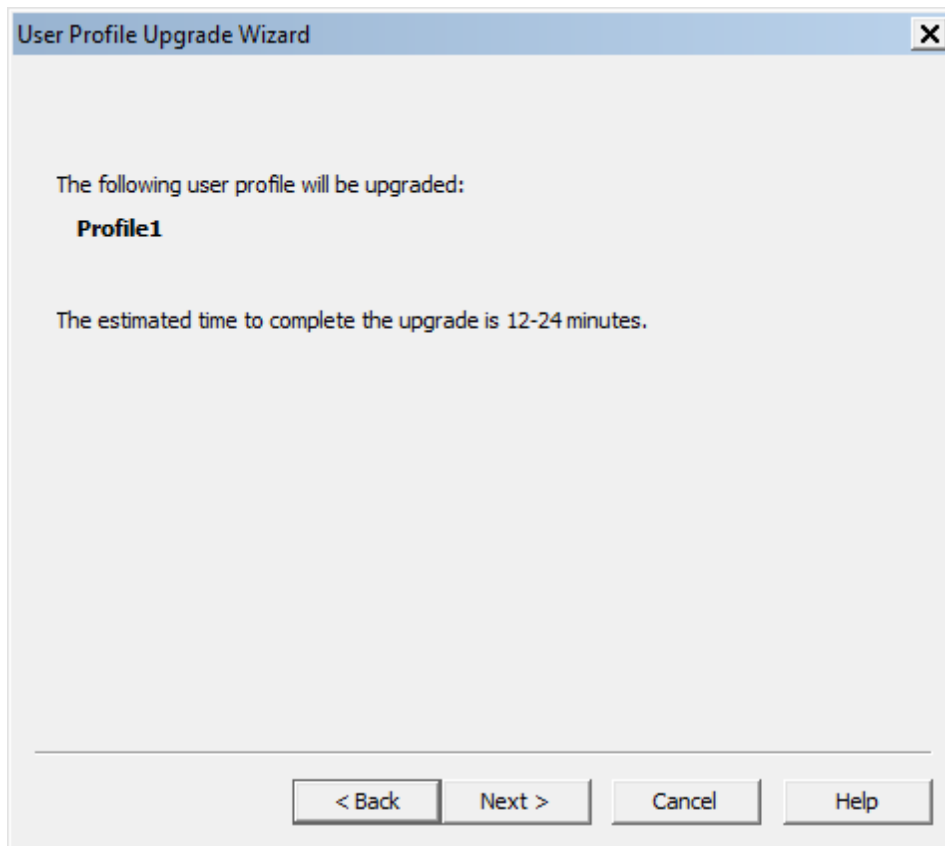 User Profile Upgrade Wizard
The following user profile will be upgraded:
Profile1
The estimated time to complete the upgrade is 12-24 minutes.
< Back Next > Cancel Help